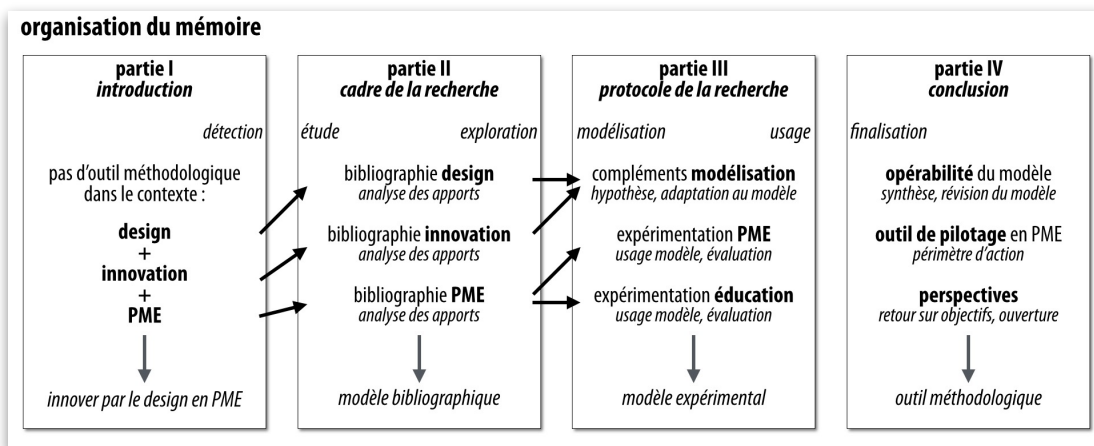 organisation du mémoire
partie I
introduction
détection
pas d'outil méthodologique
dans le contexte :
design
+
innovation
+
PME
innover par le design en PME
partie II
cadre de la recherche
étude exploration
bibliographie design
analyse des apports
bibliographie innovation
analyse des apports
bibliographie PME
analyse des apports
modèle bibliographique
partie III
protocole de la recherche
modélisation usage
compléments modélisation
hypothèse, adaptation au modèle
expérimentation PME
usage modèle, évaluation
expérimentation éducation
usage modèle, évaluation
modèle expérimental
partie IV
conclusion
finalisation
opérabilité du modèle
synthèse, révision du modèle
outil de pilotage en PME
périmètre d'action
perspectives
retour sur objectifs, ouverture
outil méthodologique